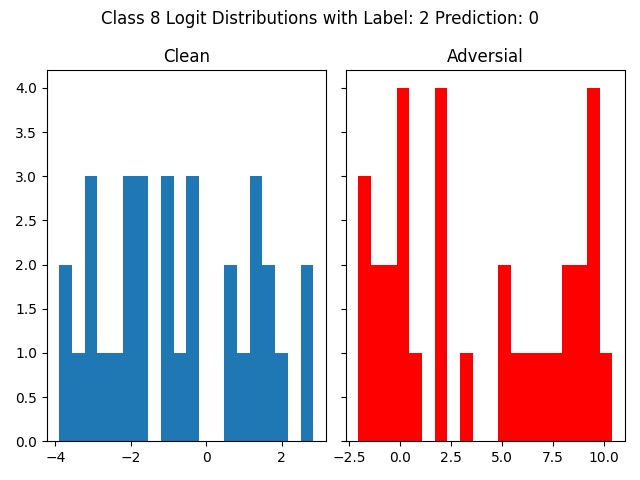 Class 8 Logit Distributions with Label: 2 Prediction: 0
Clean
Adversial
4.0
3.5
3.0
2.5
2.0
1.5
1.0
0.5
0.0
−4 −2 0 2
−2.5 0.0 2.5 5.0 7.5 10.0